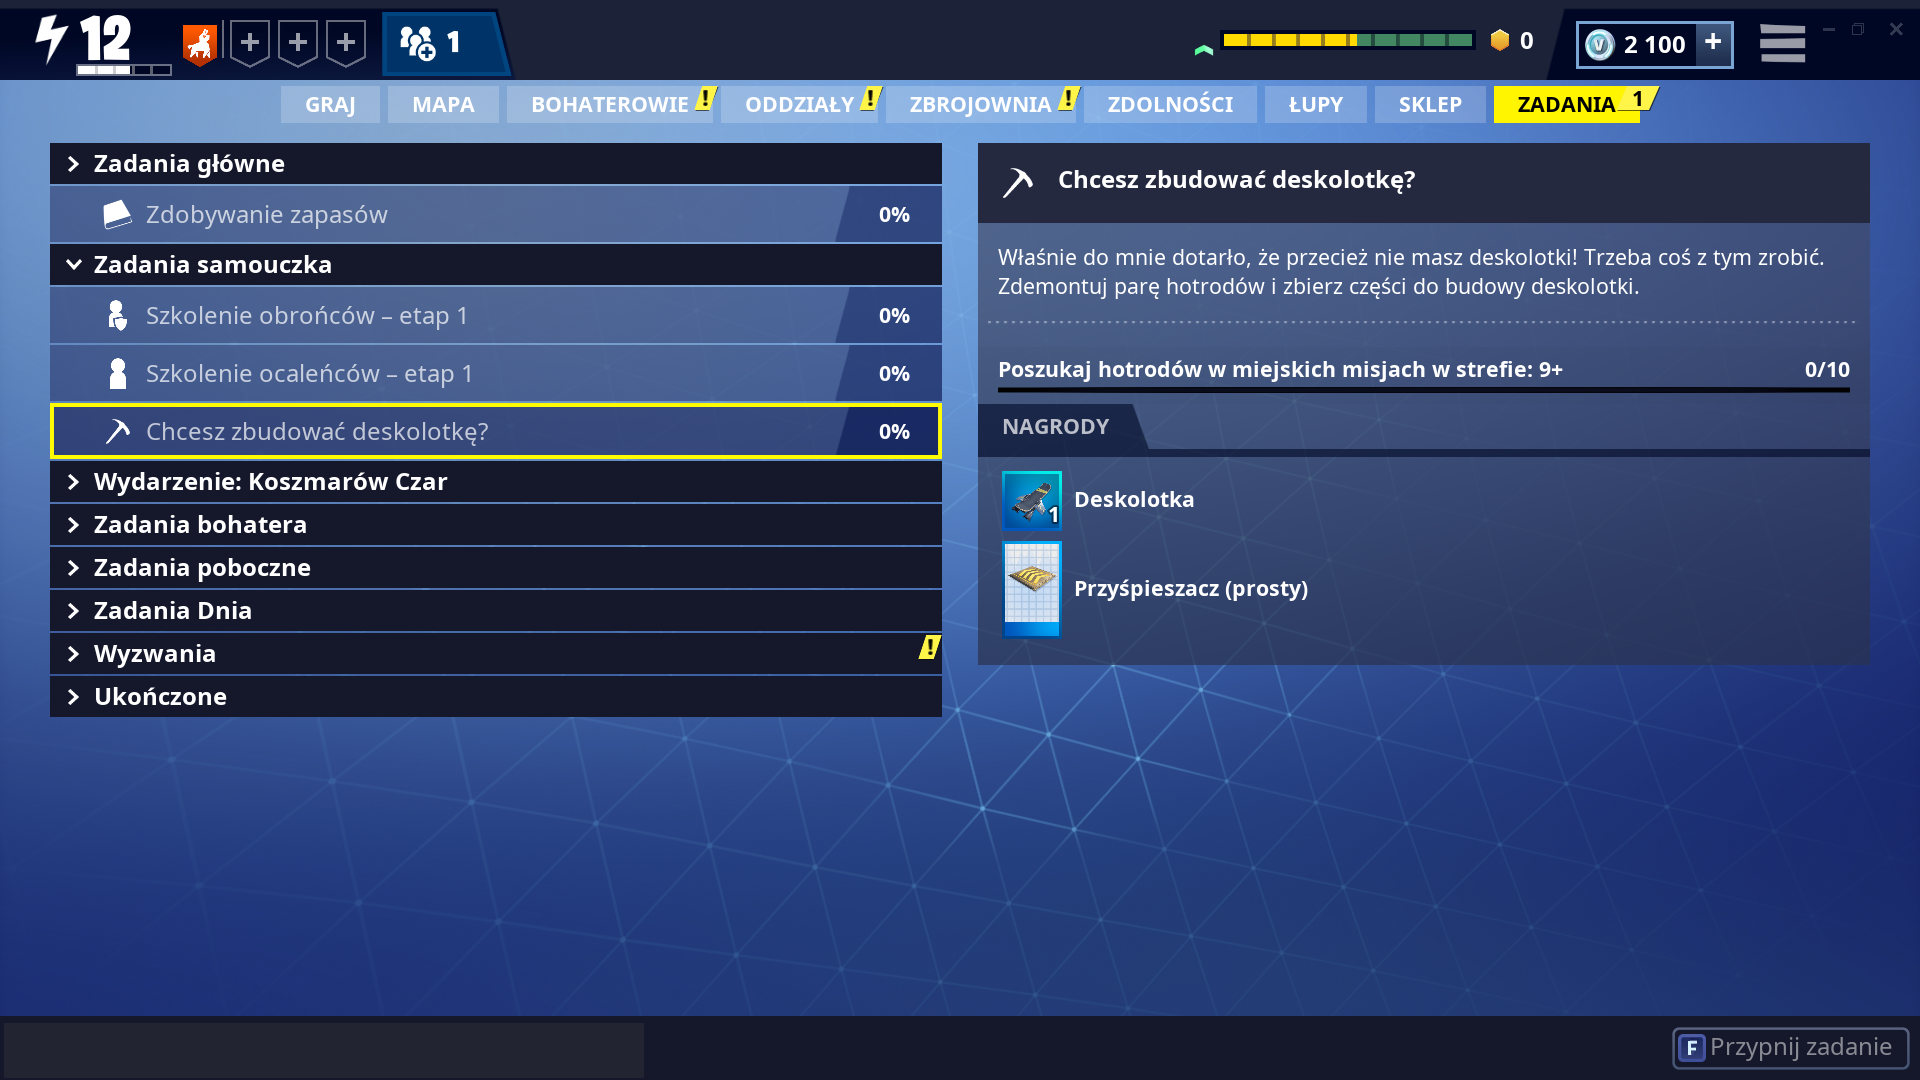 12
1
0
2 100 +
GRAJ
MAPA
BOHATEROWIE !
ODDZIAŁY !
ZBROJOWNIA !
ZDOLNOŚCI
ŁUPY
SKLEP
ZADANIA 1
Zadania główne
Zdobywanie zapasów 0%
Zadania samouczka
Szkolenie obrońców – etap 1 0%
Szkolenie ocaleńców – etap 1 0%
Chcesz zbudować deskolotkę? 0%
Wydarzenie: Koszmarów Czar
Zadania bohatera
Zadania poboczne
Zadania Dnia
Wyzwania !
Ukończone
Chcesz zbudować deskolotkę?
Właśnie do mnie dotarło, że przecież nie masz deskolotki! Trzeba coś z tym zrobić.
Zdemontuj parę hotrodów i zbierz części do budowy deskolotki.
Poszukaj hotrodów w miejskich misjach w strefie: 9+ 0/10
NAGRODY
1 Deskolotka
Przyśpieszacz (prosty)
F Przypnij zadanie